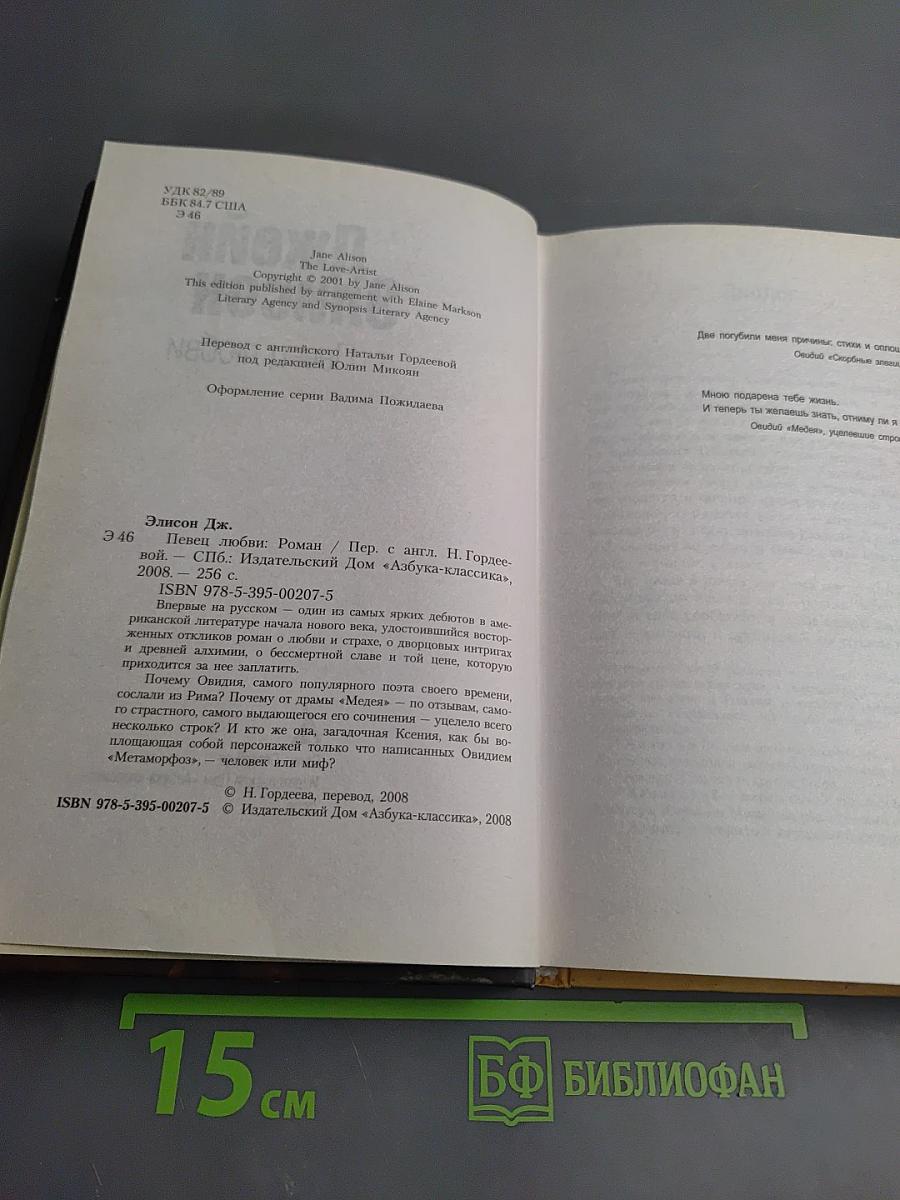 УДК 82/89
ББК 84.7 США
Э 46
Jane Alison
The Love-Artist
Copyright © 2001 by Jane Alison
This edition published by arrangement with Elaine Markson
Literary Agency and Synopsis Literary Agency
Перевод с английского Натальи Гордеевой
под редакцией Юлии Микоян
Оформление серии Вадима Пожидаева
Элисон Дж.
Э 46 Певец любви: Роман / Пер. с англ. Н. Гордее-
вой. — СПб.: Издательский Дом «Азбука-классика»,
2008. — 256 с.
ISBN 978-5-395-00207-5
Впервые на русском — один из самых ярких дебютов в аме-
риканской литературе начала нового века, удостоившийся востор-
женных откликов роман о любви и страхе, о дворцовых интригах
и древней алхимии, о бессмертной славе и той цене, которую
приходится за нее заплатить.
Почему Овидия, самого популярного поэта своего времени,
сослали из Рима? Почему от драмы «Медея» — по отзывам, само-
го страстного, самого выдающегося его сочинения — уцелело всего
несколько строк? И кто же она, загадочная Ксения, как бы во-
площающая собой персонажей только что написанных Овидием
«Метаморфоз», — человек или миф?
© Н. Гордеева, перевод, 2008
ISBN 978-5-395-00207-5 © Издательский Дом «Азбука-классика», 2008
Две погубили меня причины: стихи и
Овидий «Скорбные
Мною подарена тебе жизнь.
И теперь ты желаешь знать, отниму ли я
Овидий «Медея», уцелевшие
15 см
БФ БИБЛИОФАН